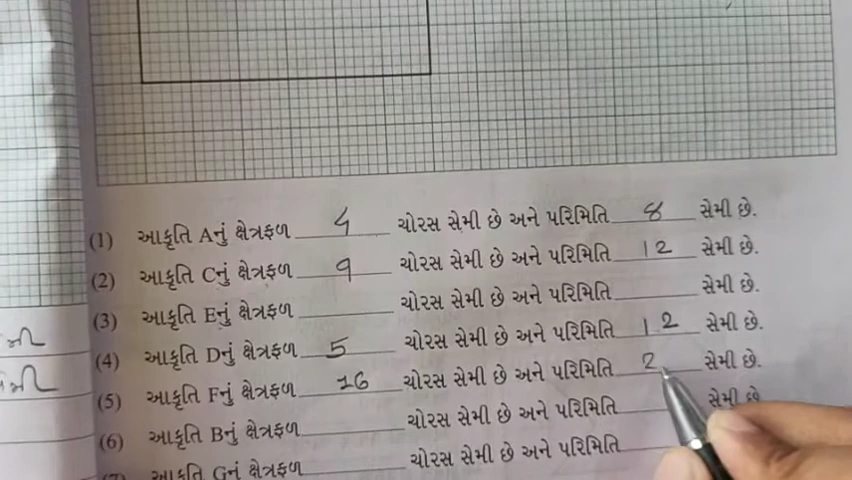 (1) આકૃતિ Aનું ક્ષેત્રફળ 4 ચોરસ સેમી છે અને પરિમિતિ 8 સેમી છે.
(2) આકૃતિ Cનું ક્ષેત્રફળ 9 ચોરસ સેમી છે અને પરિમિતિ 12 સેમી છે.
(3) આકૃતિ Eનું ક્ષેત્રફળ ચોરસ સેમી છે અને પરિમિતિ સેમી છે.
(4) આકૃતિ Dનું ક્ષેત્રફળ 5 ચોરસ સેમી છે અને પરિમિતિ 12 સેમી છે.
(5) આકૃતિ Fનું ક્ષેત્રફળ 16 ચોરસ સેમી છે અને પરિમિતિ 2 સેમી છે.
(6) આકૃતિ Bનું ક્ષેત્રફળ ચોરસ સેમી છે અને પરિમિતિ સેમી છે
(7) આકૃતિ Gનું ક્ષેત્રફળ ચોરસ સેમી છે અને પરિમિતિ